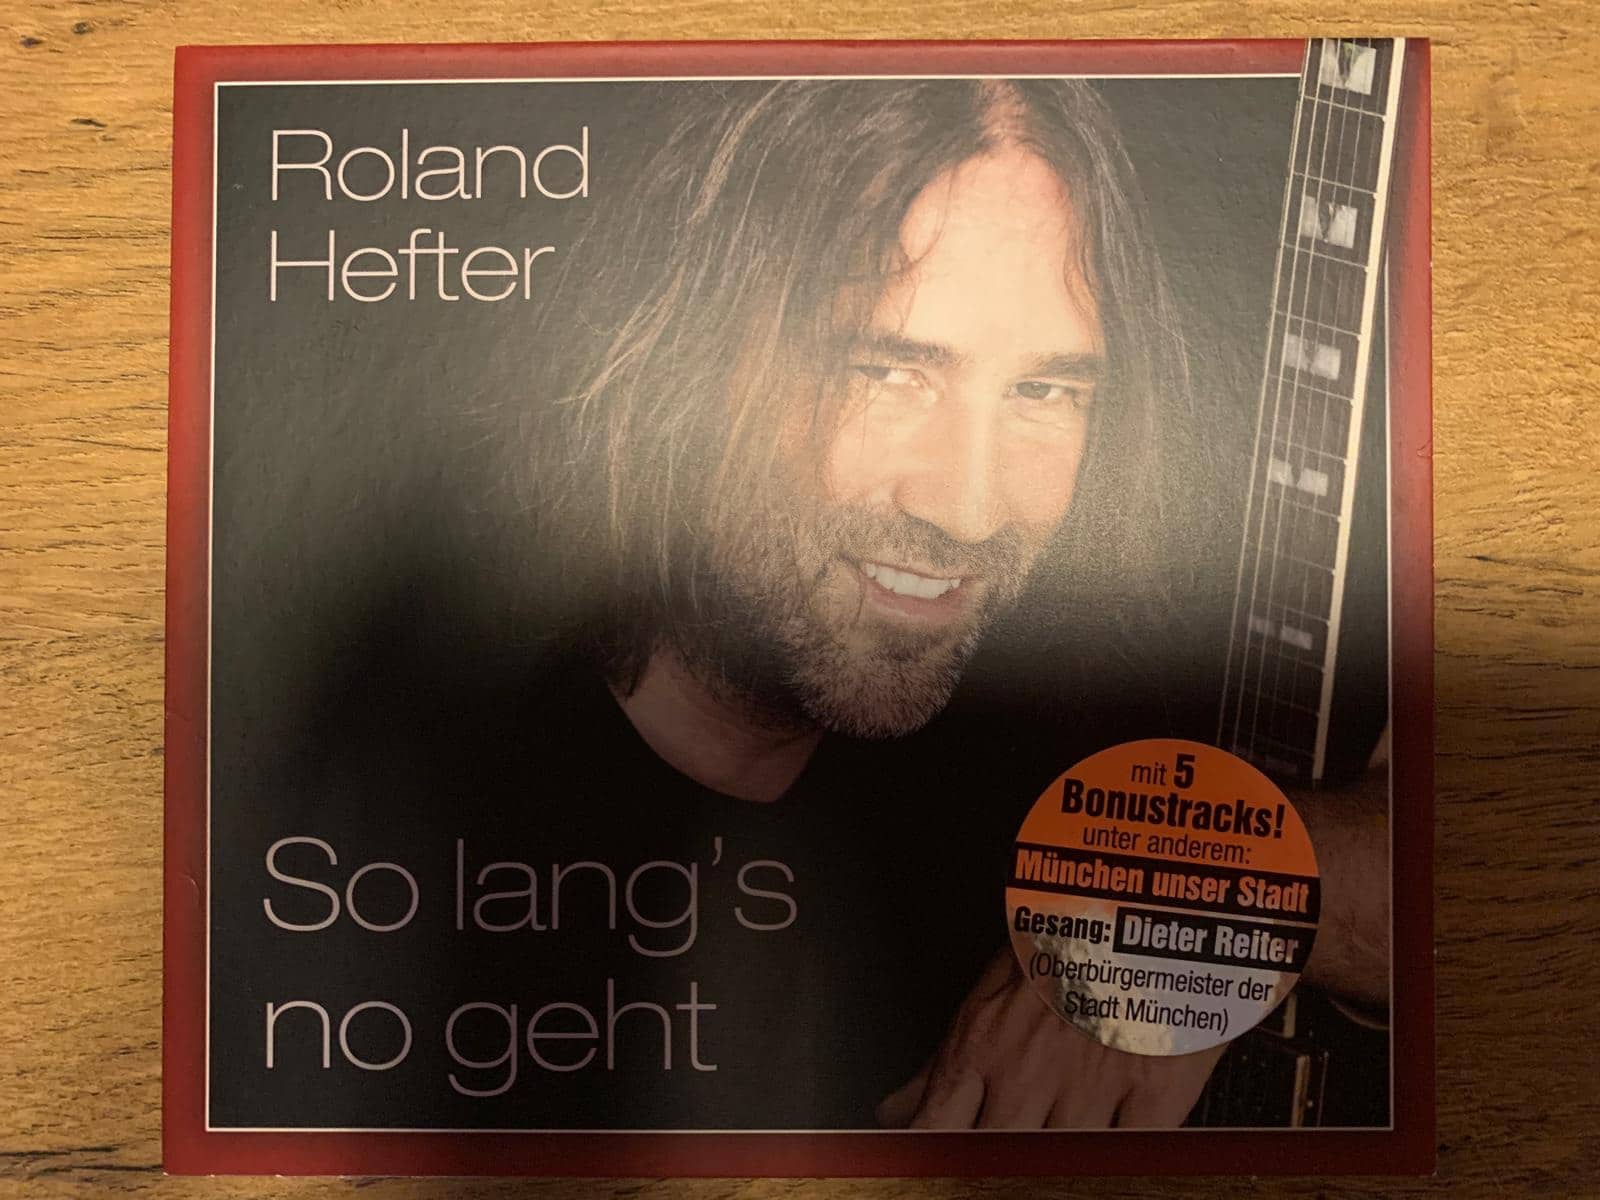 Roland
Hefter
So lang's
no geht
mit 5
Bonustracks!
unter anderem:
München unser Stadt
Gesang: Dieter Reiter
(Oberbürgermeister der
Stadt München)